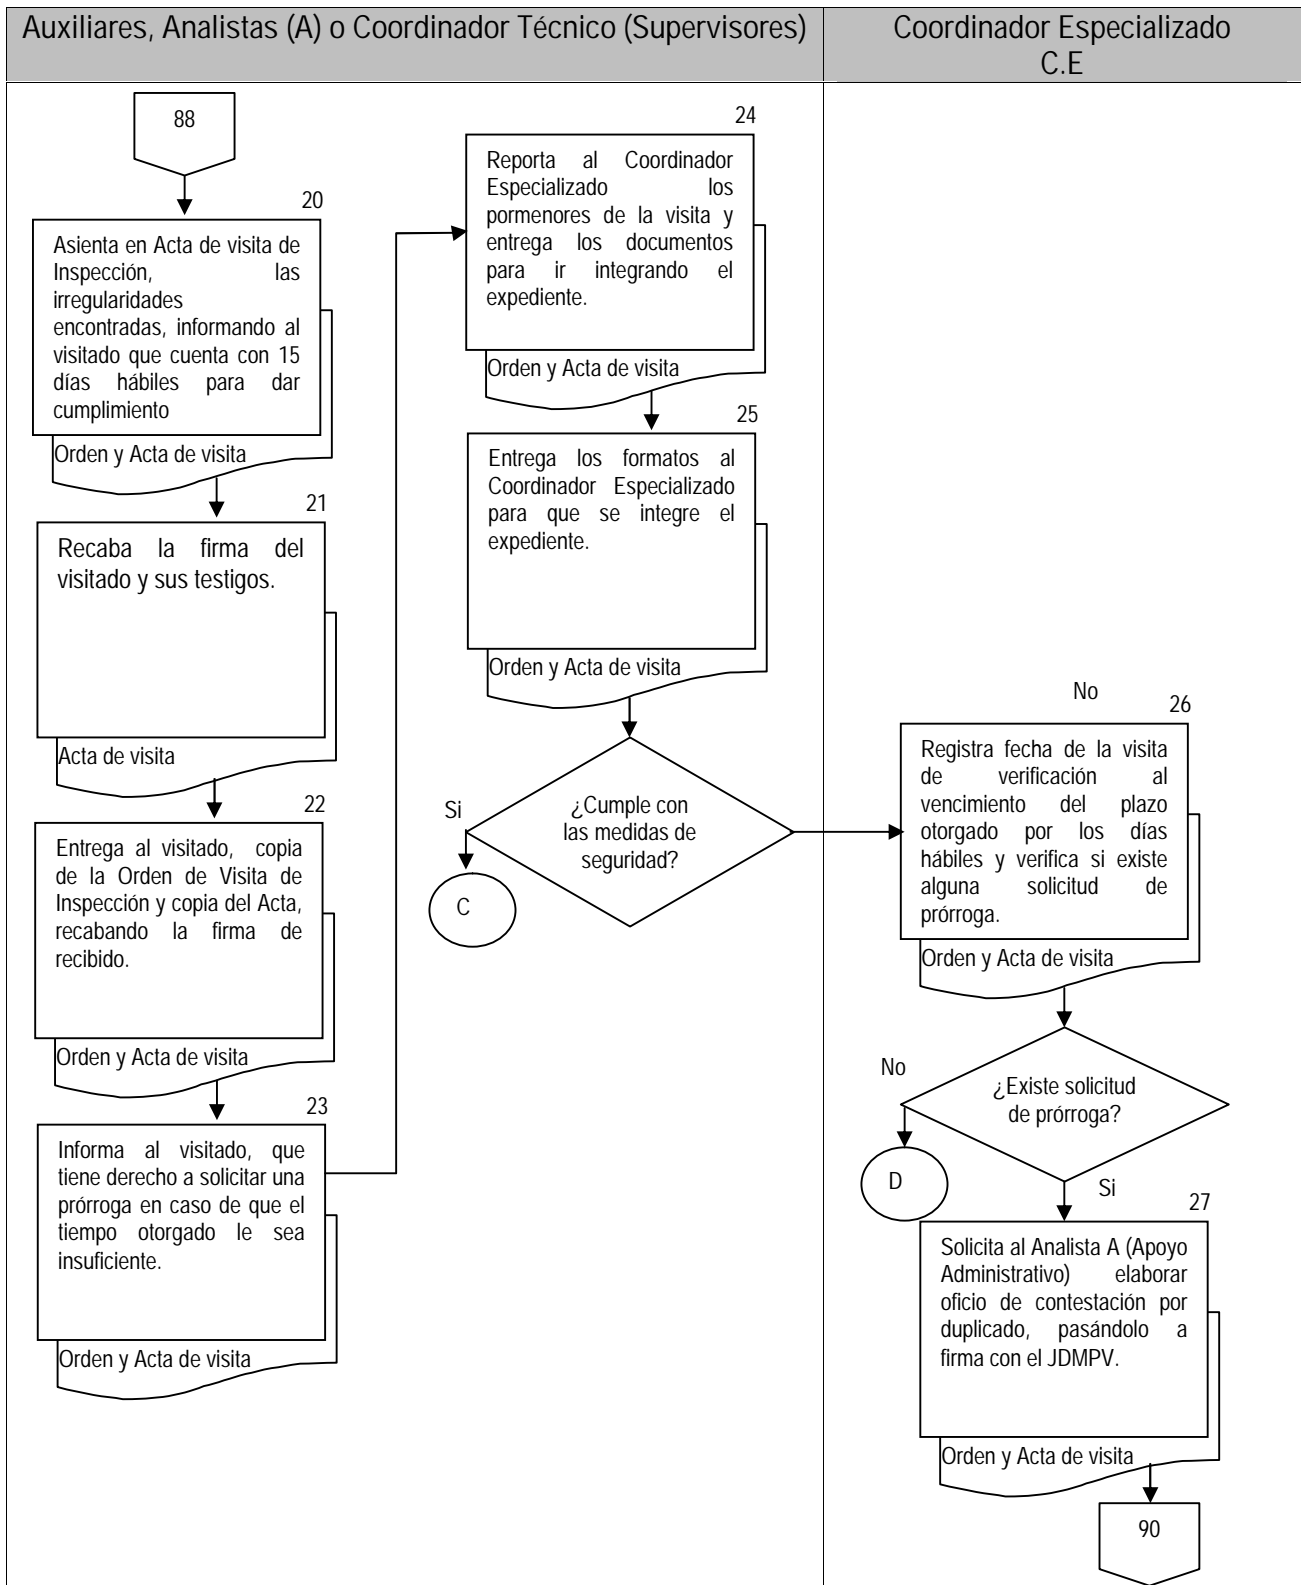 Auxiliares, Analistas (A) o Coordinador Técnico (Supervisores)
Coordinador Especializado
C.E
88
20
Asienta en Acta de visita de
Inspección, las
irregularidades
encontradas, informando al
visitado que cuenta con 15
días hábiles para dar
cumplimiento
Orden y Acta de visita
21
Recaba la firma del
visitado y sus testigos.
Acta de visita
22
Entrega al visitado, copia
de la Orden de Visita de
Inspección y copia del Acta,
recabando la firma de
recibido.
Orden y Acta de visita
23
Informa al visitado, que
tiene derecho a solicitar una
prórroga en caso de que el
tiempo otorgado le sea
insuficiente.
Orden y Acta de visita
24
Reporta al Coordinador
Especializado los
pormenores de la visita y
entrega los documentos
para ir integrando el
expediente.
Orden y Acta de visita
25
Entrega los formatos al
Coordinador Especializado
para que se integre el
expediente.
Orden y Acta de visita
Si
¿Cumple con
las medidas de
seguridad?
C
No
26
Registra fecha de la visita
de verificación al
vencimiento del plazo
otorgado por los días
hábiles y verifica si existe
alguna solicitud de
prórroga.
Orden y Acta de visita
No
¿Existe solicitud
de prórroga?
D
Si
27
Solicita al Analista A (Apoyo
Administrativo) elaborar
oficio de contestación por
duplicado, pasándolo a
firma con el JDMPV.
Orden y Acta de visita
90